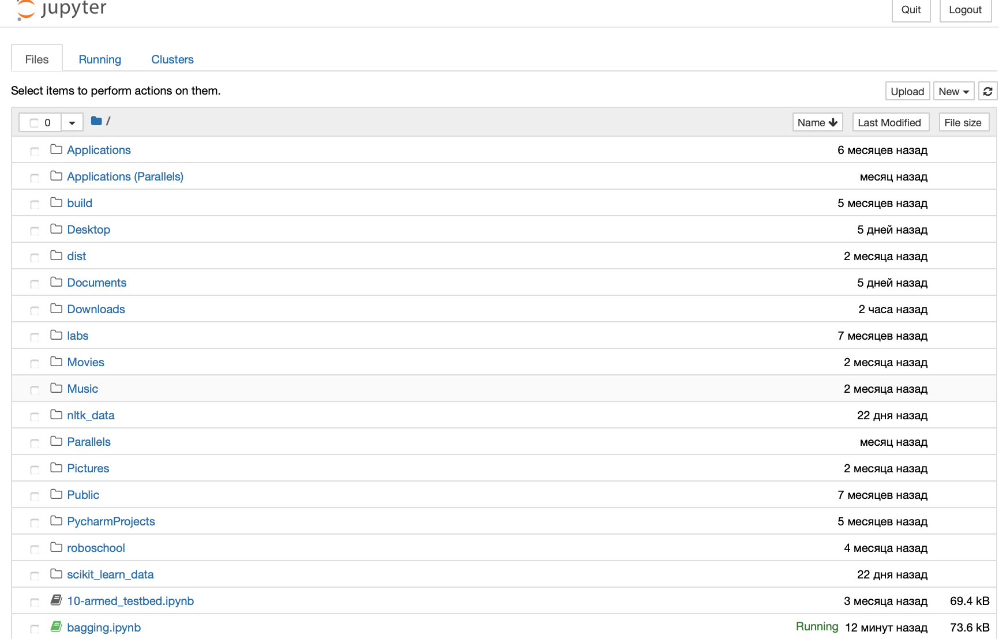 jupyter Quit Logout
Files Running Clusters
Select items to perform actions on them. Upload New
0 / Name Last Modified File size
Applications 6 месяцев назад
Applications (Parallels) месяц назад
build 5 месяцев назад
Desktop 5 дней назад
dist 2 месяца назад
Documents 5 дней назад
Downloads 2 часа назад
labs 7 месяцев назад
Movies 2 месяца назад
Music 2 месяца назад
nltk_data 22 дня назад
Parallels месяц назад
Pictures 2 месяца назад
Public 7 месяцев назад
PycharmProjects 5 месяцев назад
roboschool 4 месяца назад
scikit_learn_data 22 дня назад
10-armed_testbed.ipynb 3 месяца назад 69.4 kB
bagging.ipynb Running 12 минут назад 73.6 kB